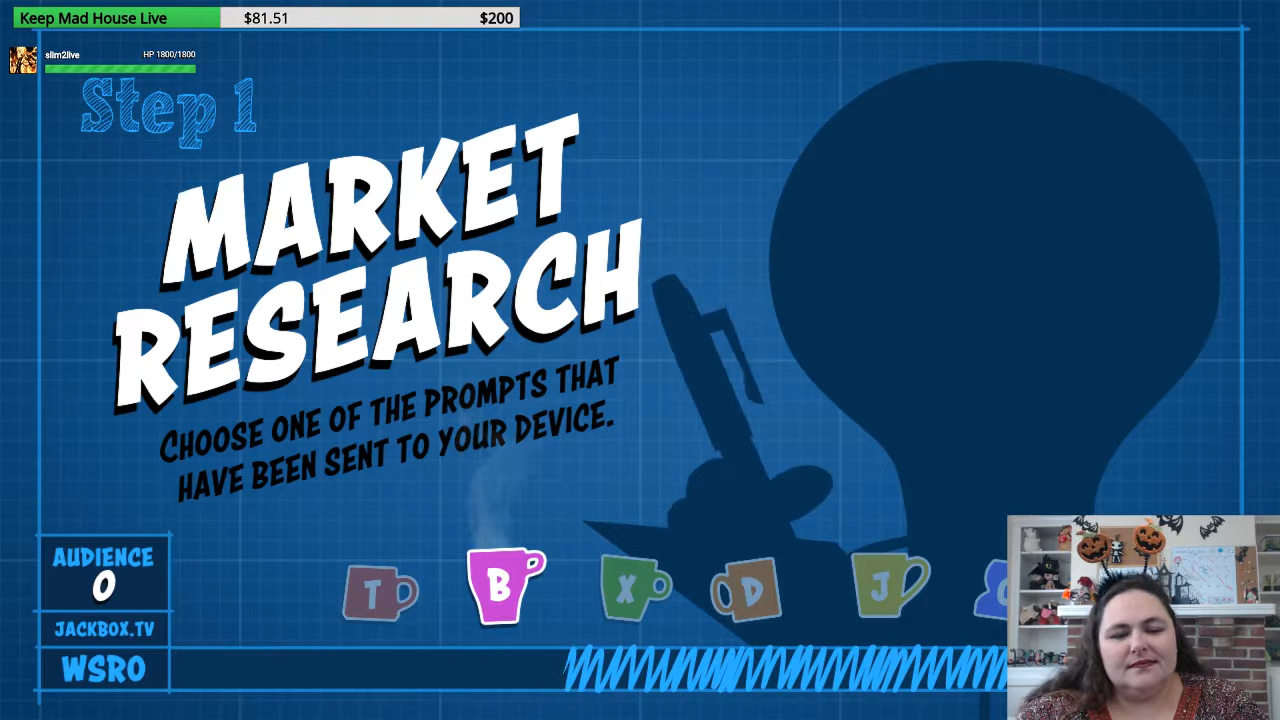 Keep Mad House Live $81.51 $200
slim2live HP 1800/1800
Step 1
MARKET
RESEARCH
CHOOSE ONE OF THE PROMPTS THAT
HAVE BEEN SENT TO YOUR DEVICE.
T B X D J
AUDIENCE
0
JACKBOX.TV
WSRO